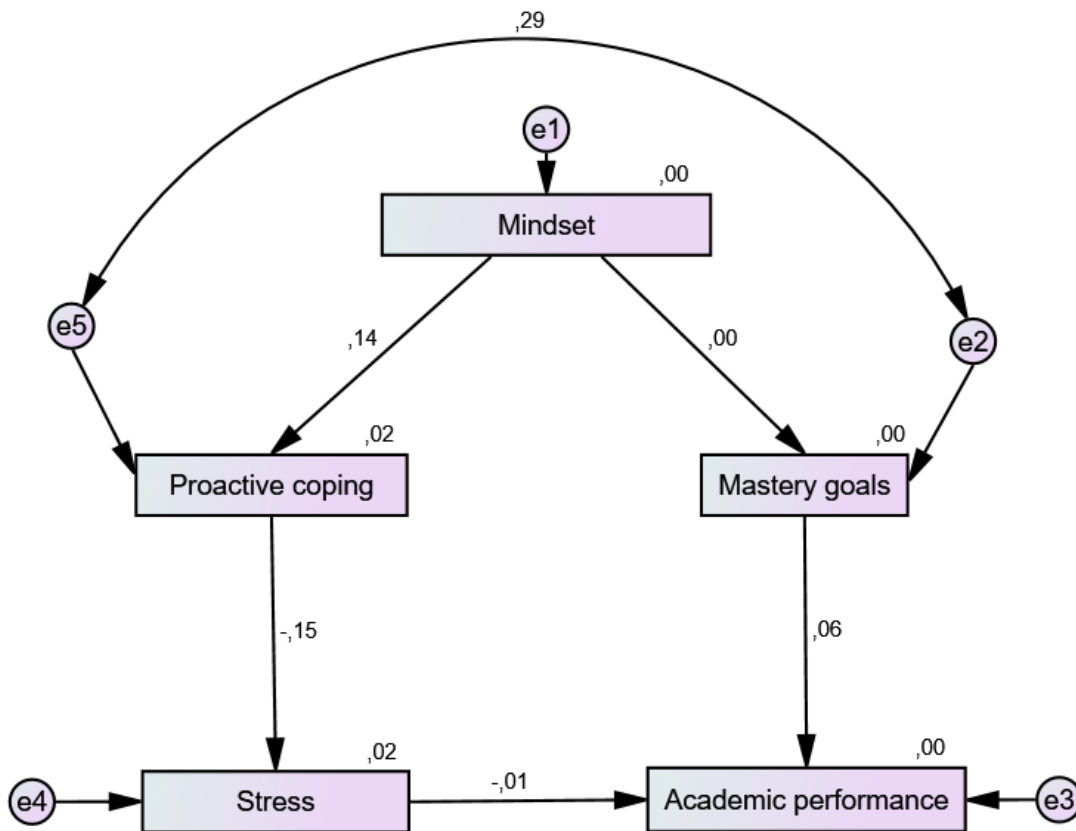 ,29
e1
,00
Mindset
e5
e2
,14
,00
,02
,00
Proactive coping
Mastery goals
-,15
,06
,02
,00
e4
Stress
-,01
Academic performance
e3